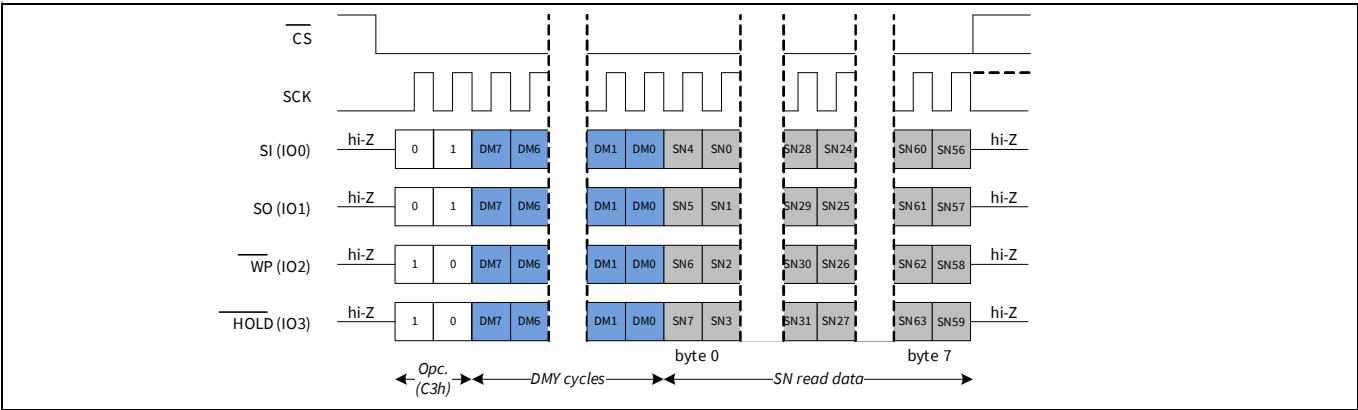 CS
SCK
SI (IO0) hi-Z 0 1 DM7 DM6 DM1 DM0 SN4 SN0 SN28 SN24 SN60 SN56 hi-Z
SO (IO1) hi-Z 0 1 DM7 DM6 DM1 DM0 SN5 SN1 SN29 SN25 SN61 SN57 hi-Z
WP (IO2) hi-Z 1 0 DM7 DM6 DM1 DM0 SN6 SN2 SN30 SN26 SN62 SN58 hi-Z
HOLD (IO3) hi-Z 1 0 DM7 DM6 DM1 DM0 SN7 SN3 SN31 SN27 SN63 SN59 hi-Z
byte 0 byte 7
Opc. (C3h) DMY cycles SN read data